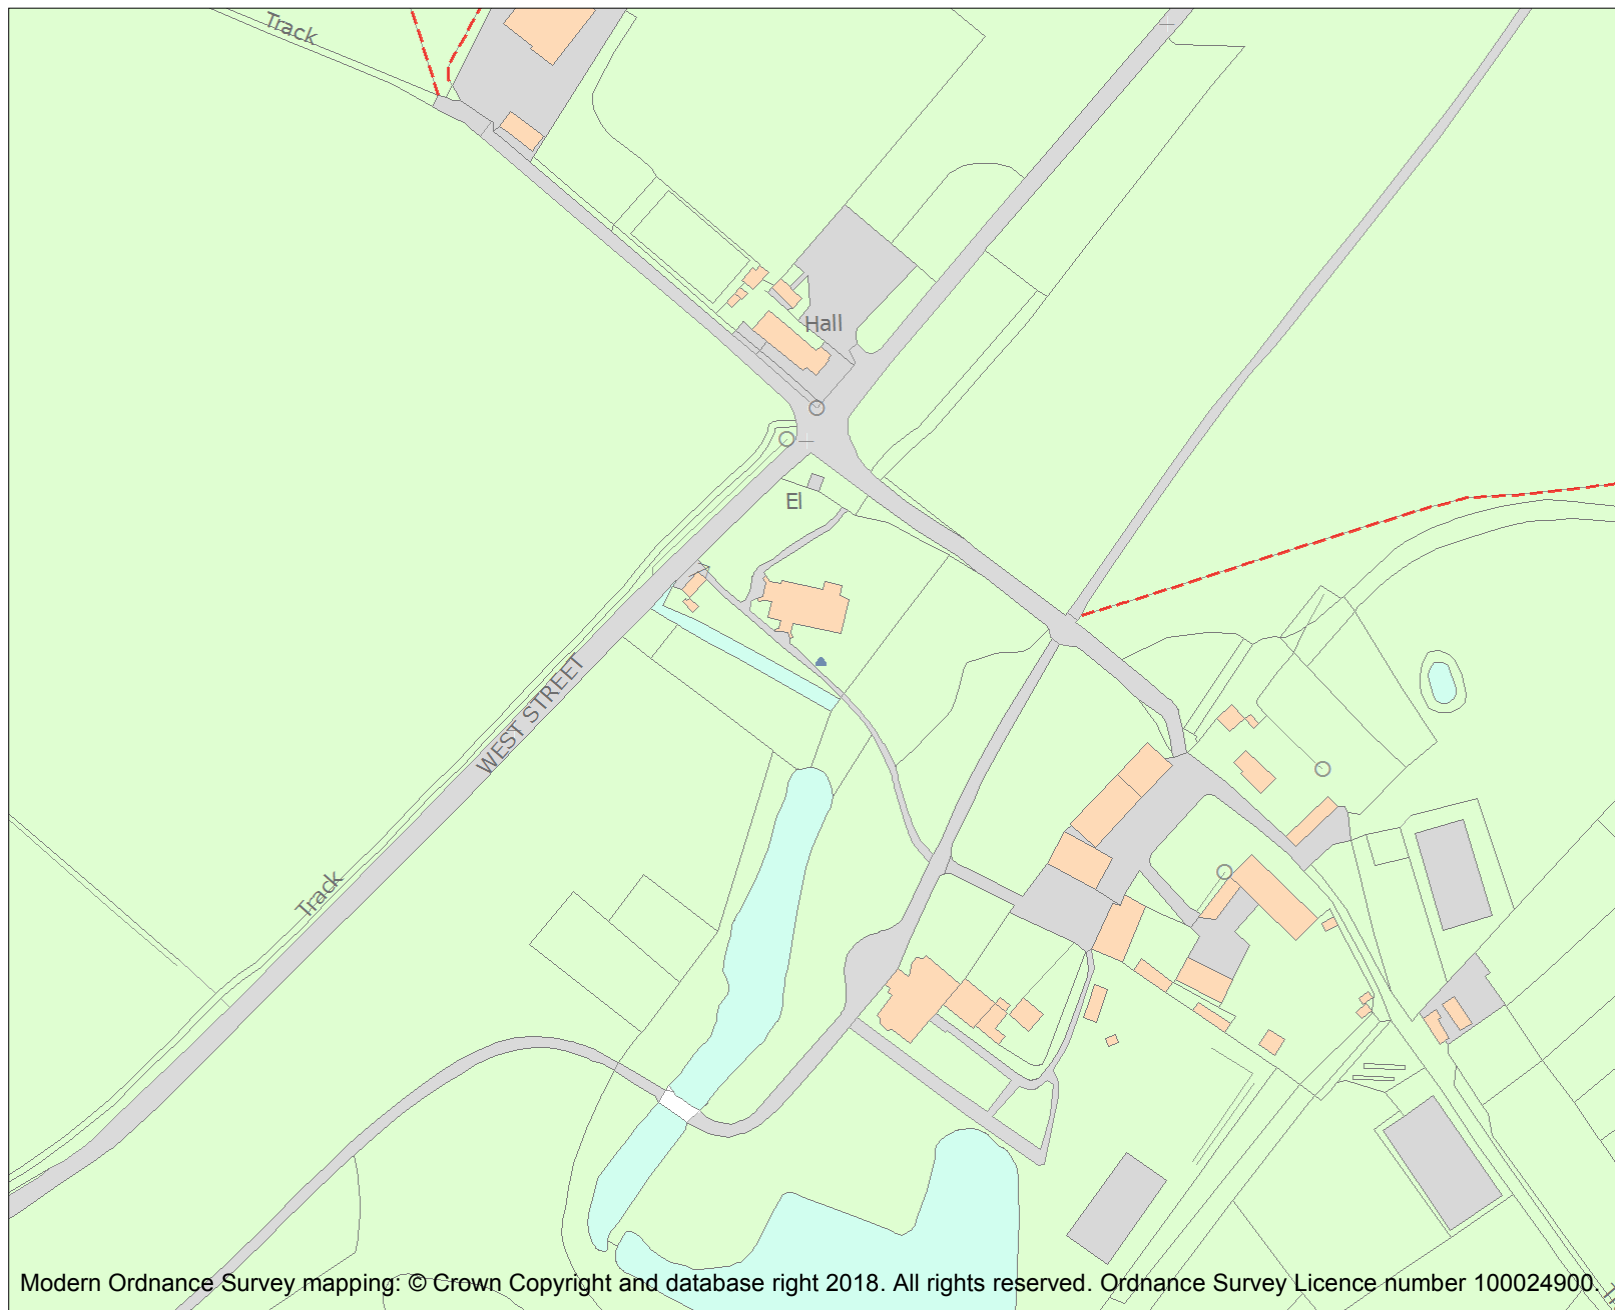 Track
Hall
El
WEST STREET
Track
Modern Ordnance Survey mapping: © Crown Copyright and database right 2018. All rights reserved. Ordnance Survey Licence number 100024900.